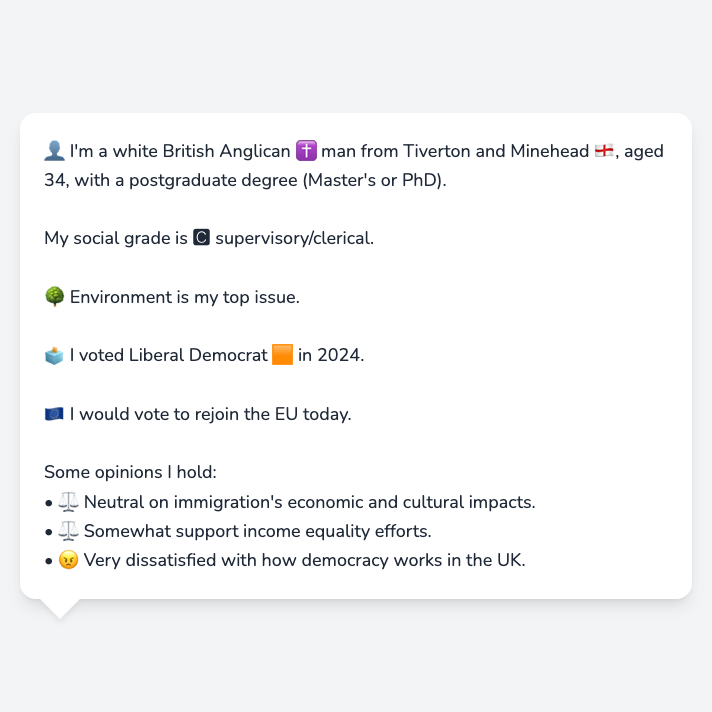 👤 I'm a white British Anglican ✝️ man from Tiverton and Minehead 🏴󠁧󠁢󠁥󠁮󠁧󠁿, aged
34, with a postgraduate degree (Master's or PhD).
My social grade is 🅲 supervisory/clerical.
🌳 Environment is my top issue.
🗳️ I voted Liberal Democrat 🟧 in 2024.
🇪🇺 I would vote to rejoin the EU today.
Some opinions I hold:
• ⚖️ Neutral on immigration's economic and cultural impacts.
• ⚖️ Somewhat support income equality efforts.
• 😠 Very dissatisfied with how democracy works in the UK.